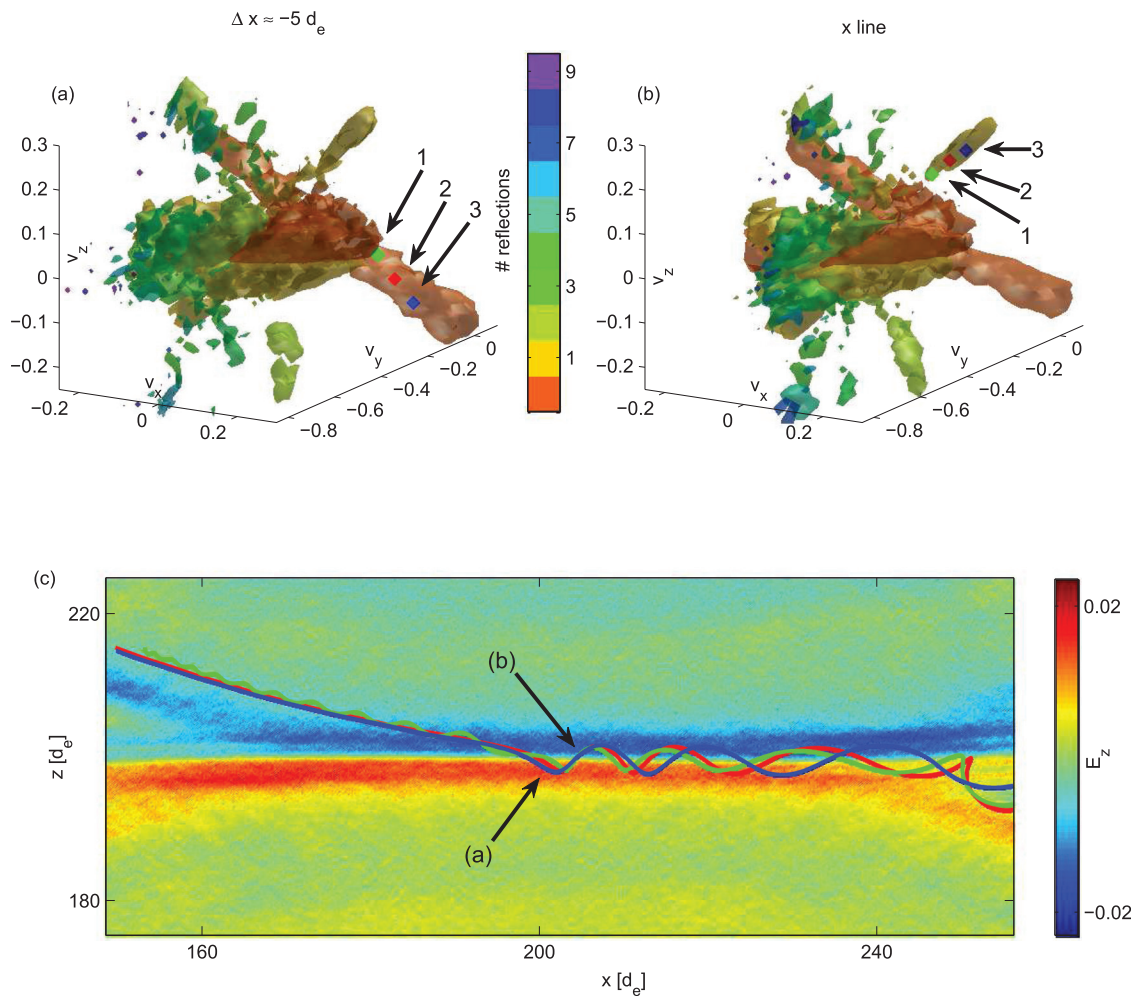 Δ x ≈ −5 d_e
x line
(a)
0.3
0.2
0.1
0
−0.1
−0.2
v_z
−0.2
0
0.2
v_x
−0.8
−0.6
−0.4
−0.2
0
v_y
1
2
3
# reflections
9
7
5
3
1
(b)
0.3
0.2
0.1
0
−0.1
−0.2
v_z
−0.2
0
0.2
v_x
−0.8
−0.6
−0.4
−0.2
0
v_y
3
2
1
(c)
220
180
z [d_e]
(b)
(a)
160
200
240
x [d_e]
0.02
−0.02
E_z